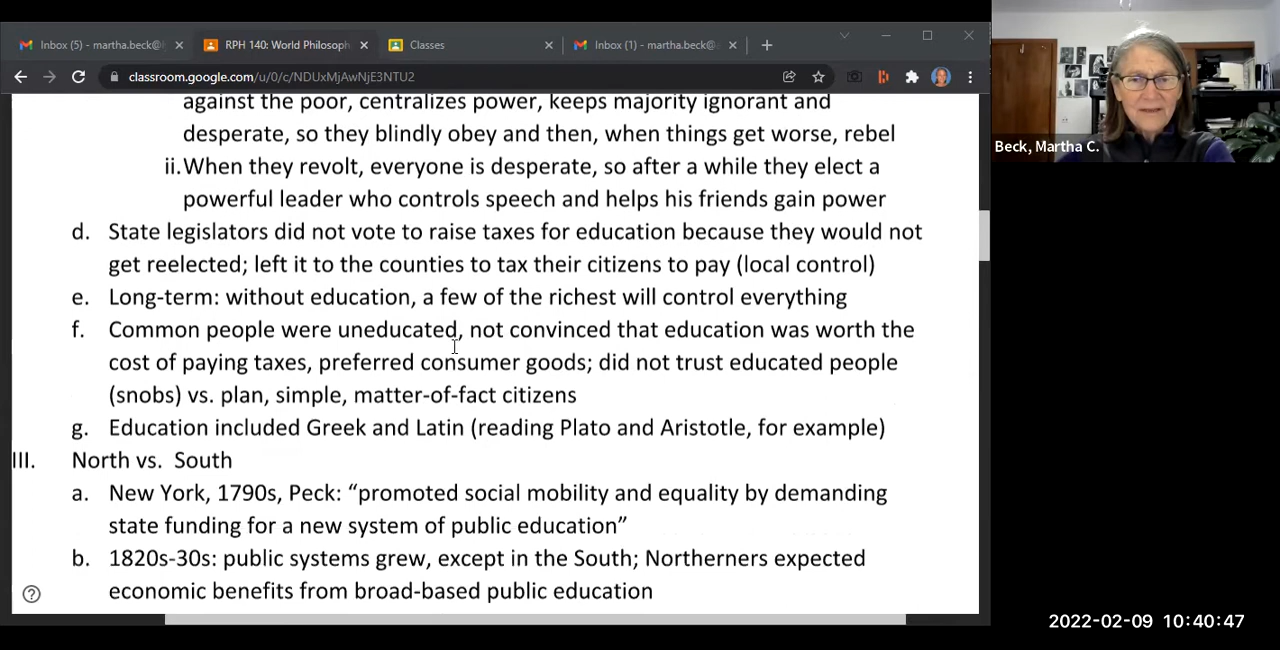 Inbox (5) - martha.beck@
RPH 140: World Philosoph
Classes
Inbox (1) - martha.beck@
classroom.google.com/u/0/c/NDUxMjAwNjE3NTU2
against the poor, centralizes power, keeps majority ignorant and
desperate, so they blindly obey and then, when things get worse, rebel
ii. When they revolt, everyone is desperate, so after a while they elect a
powerful leader who controls speech and helps his friends gain power
d. State legislators did not vote to raise taxes for education because they would not
get reelected; left it to the counties to tax their citizens to pay (local control)
e. Long-term: without education, a few of the richest will control everything
f. Common people were uneducated, not convinced that education was worth the
cost of paying taxes, preferred consumer goods; did not trust educated people
(snobs) vs. plan, simple, matter-of-fact citizens
g. Education included Greek and Latin (reading Plato and Aristotle, for example)
III. North vs. South
a. New York, 1790s, Peck: “promoted social mobility and equality by demanding
state funding for a new system of public education”
b. 1820s-30s: public systems grew, except in the South; Northerners expected
economic benefits from broad-based public education
Beck, Martha C.
2022-02-09 10:40:47